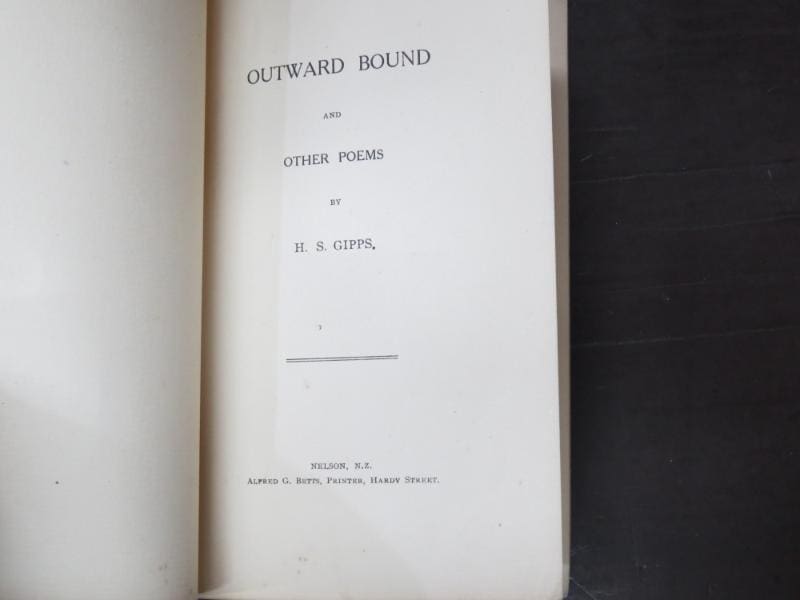 OUTWARD BOUND
AND
OTHER POEMS
BY
H. S. GIPPS.
NELSON, N.Z.
ALFRED G. BETTS, PRINTER, HARDY STREET.